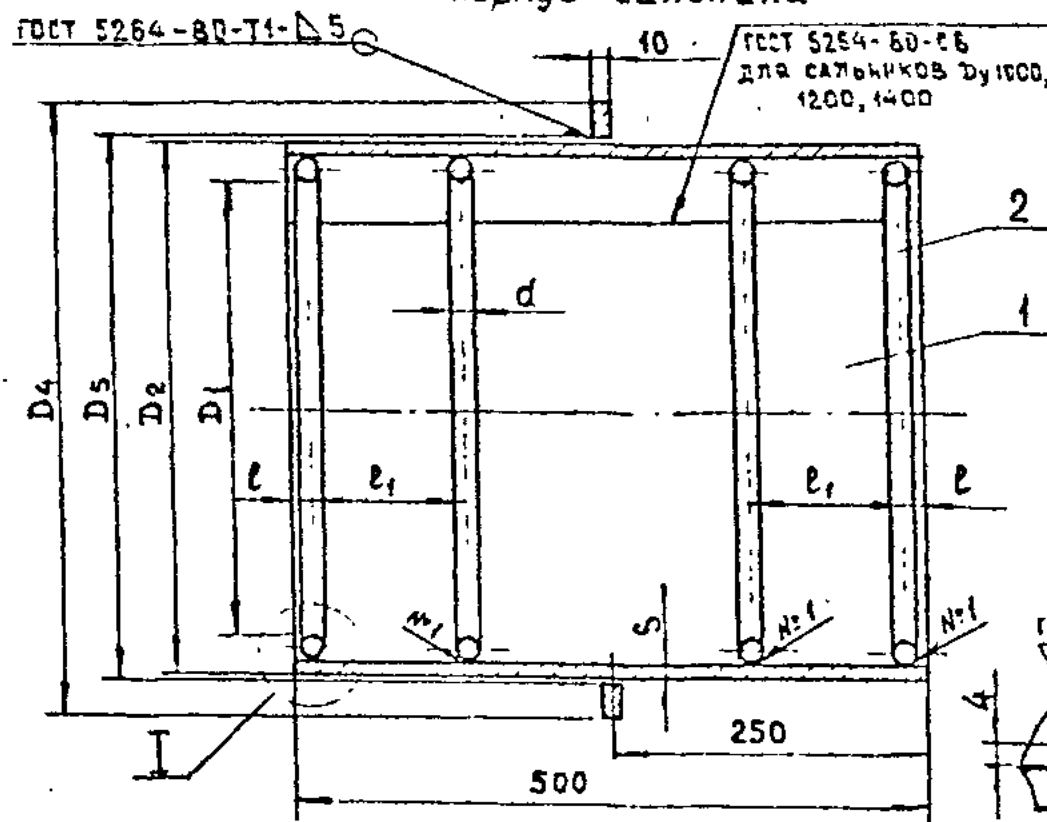 ГОСТ 5264-80-Т1-◺5
10
ГОСТ 5264-80-С6
ДЛЯ САЛЬНИКОВ Dy1000,
1200, 1400
2
1
d
D4
D5
D2
D1
l
l₁
l₁
l
S
№1
№1
№1
I
4
250
500